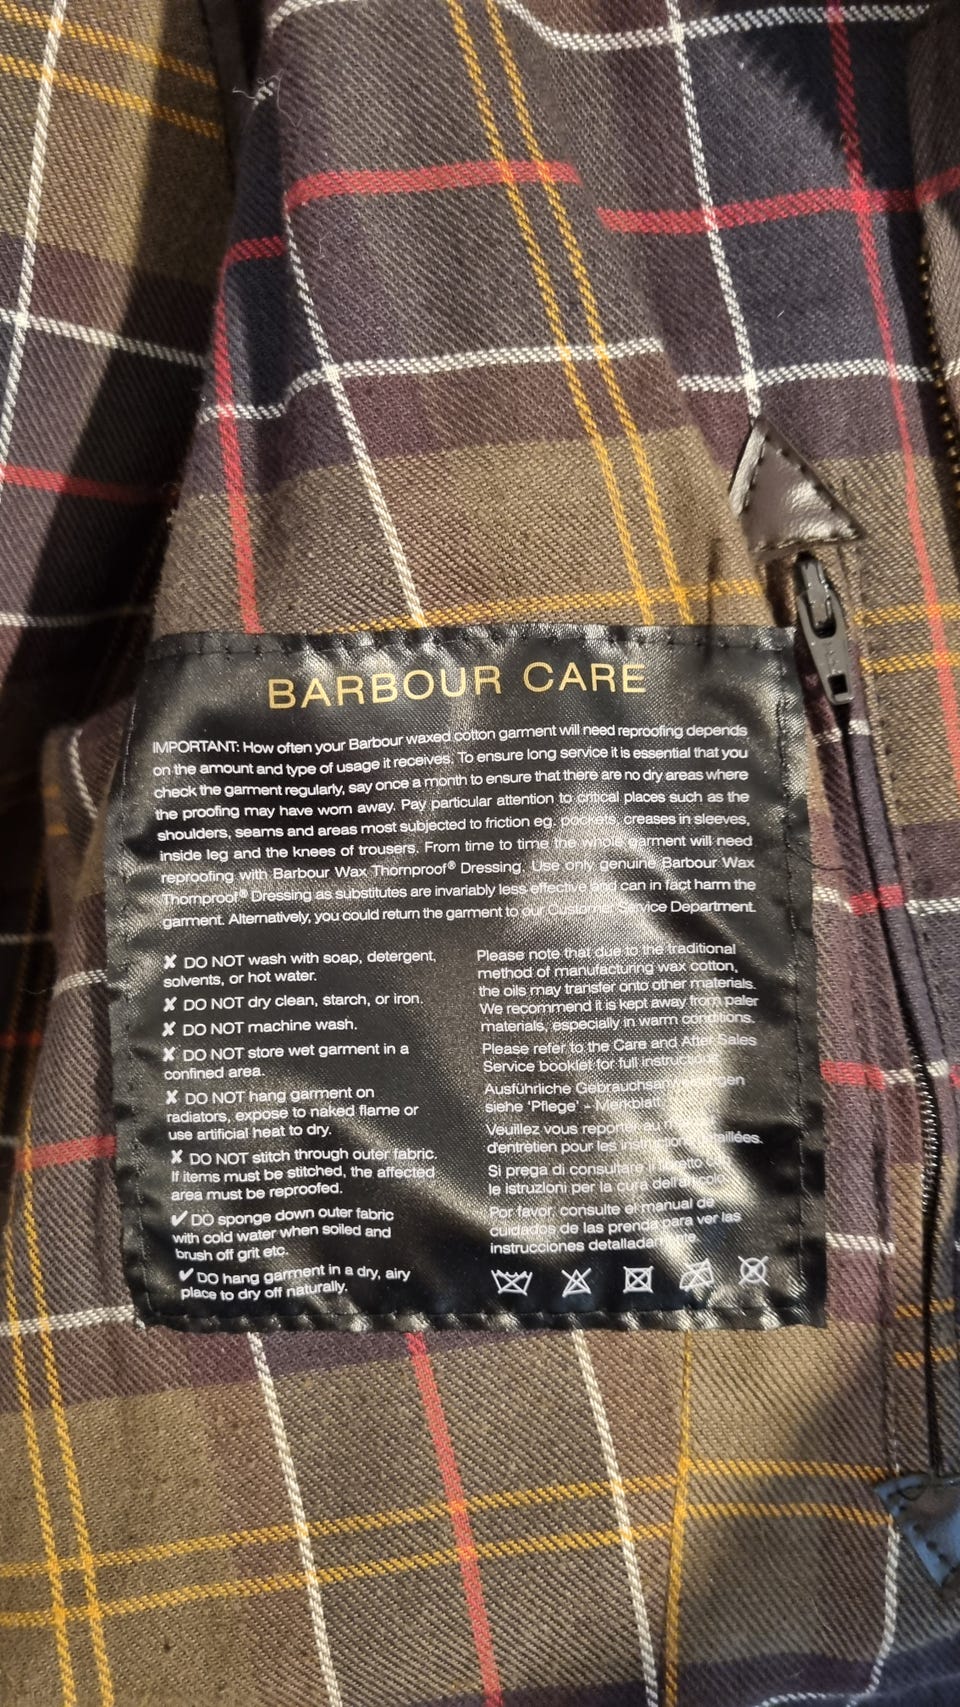 BARBOUR CARE
IMPORTANT: How often your Barbour waxed cotton garment will need reproofing depends
on the amount and type of usage it receives. To ensure long service it is essential that you
check the garment regularly, say once a month to ensure that there are no dry areas where
the proofing may have worn away. Pay particular attention to critical places such as the
shoulders, seams and areas most subjected to friction eg. pockets, creases in sleeves,
inside leg and the knees of trousers. From time to time the whole garment will need
reproofing with Barbour Wax Thornproof® Dressing. Use only genuine Barbour Wax
Thornproof® Dressing as substitutes are invariably less effective and can in fact harm the
garment. Alternatively, you could return the garment to our Customer Service Department.
✘ DO NOT wash with soap, detergent,
solvents, or hot water.
✘ DO NOT dry clean, starch, or iron.
✘ DO NOT machine wash.
✘ DO NOT store wet garment in a
confined area.
✘ DO NOT hang garment on
radiators, expose to naked flame or
use artificial heat to dry.
✘ DO NOT stitch through outer fabric.
If items must be stitched, the affected
area must be reproofed.
✔ DO sponge down outer fabric
with cold water when soiled and
brush off grit etc.
✔ DO hang garment in a dry, airy
place to dry off naturally.
Please note that due to the traditional
method of manufacturing wax cotton,
the oils may transfer onto other materials.
We recommend it is kept away from paler
materials, especially in warm conditions.
Please refer to the Care and After Sales
Service booklet for full instructions.
Ausführliche
siehe 'Pflege' - Merkblatt
Veuillez vous reporter au
d'entretien pour les instructions détaillées.
Si prega di consultare il libretto
le istruzioni per la cura dell'articolo
Por favor, consulte el manual de
cuidados de las prendas para ver las
instrucciones detalladamente